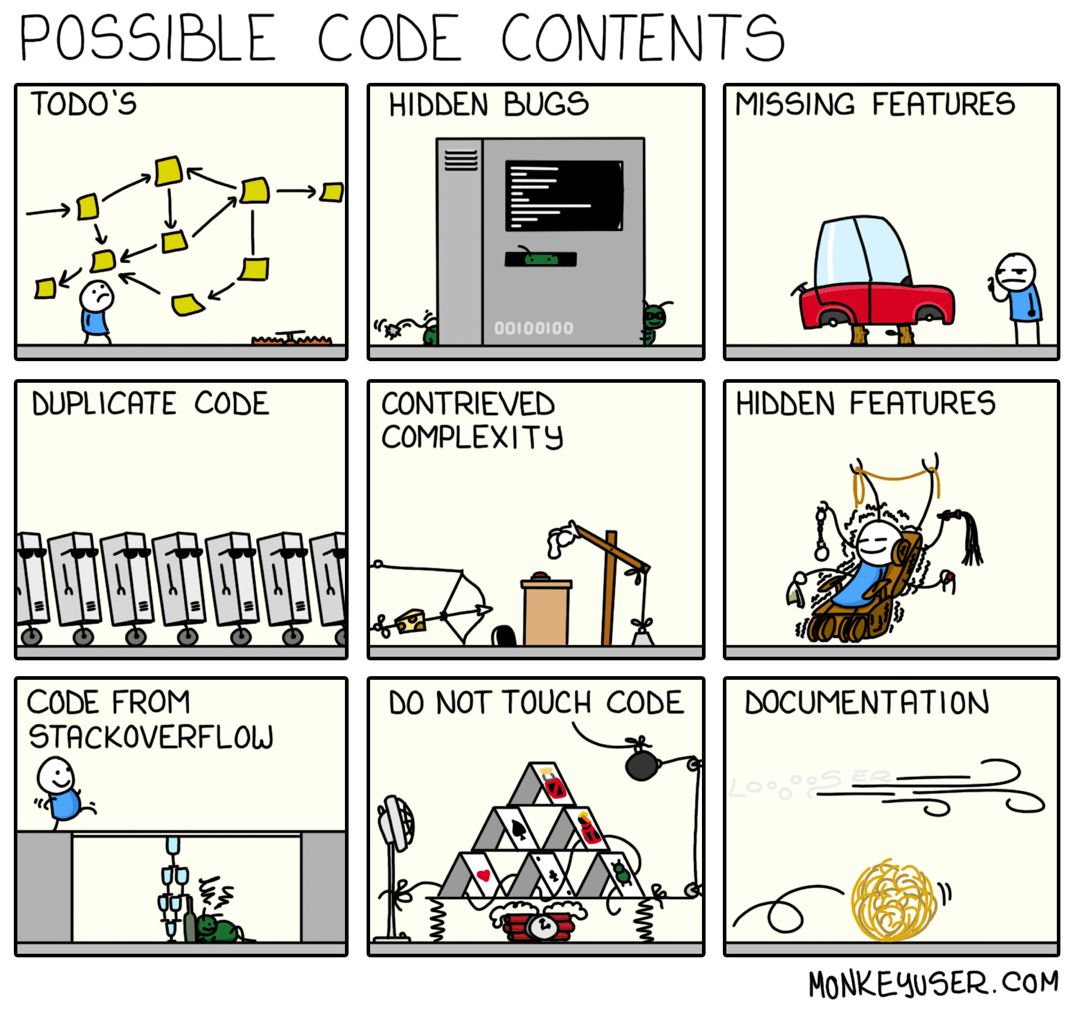 POSSIBLE CODE CONTENTS
TODO'S
HIDDEN BUGS
MISSING FEATURES
00100100
DUPLICATE CODE
CONTRIEVED
COMPLEXITY
HIDDEN FEATURES
CODE FROM
STACKOVERFLOW
DO NOT TOUCH CODE
DOCUMENTATION
LOOOOOSER
MONKEYUSER.COM